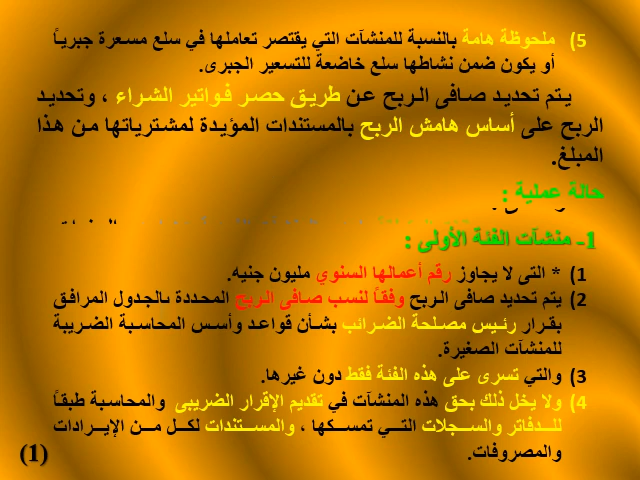 5) ملحوظة هامة بالنسبة للمنشآت التي يقتصر تعاملها في سلع مسعرة جبرياً
أو يكون ضمن نشاطها سلع خاضعة للتسعير الجبرى.
يتم تحديد صافى الربح عن طريق حصر فواتير الشراء ، وتحديد
الربح على أساس هامش الربح بالمستندات المؤيدة لمشترياتها من هذا
المبلغ.
حالة عملية :
1- منشآت الفئة الأولى :
1) * التى لا يجاوز رقم أعمالها السنوي مليون جنيه.
2) يتم تحديد صافى الربح وفقاً لنسب صافى الربح المحددة بالجدول المرافق
بقرار رئيس مصلحة الضرائب بشأن قواعد وأسس المحاسبة الضريبة
للمنشآت الصغيرة.
3) والتي تسرى على هذه الفئة فقط دون غيرها.
4) ولا يخل ذلك بحق هذه المنشآت في تقديم الإقرار الضريبى والمحاسبة طبقاً
للدفاتر والسجلات التي تمسكها ، والمستندات لكل من الإيرادات
والمصروفات.
(1)